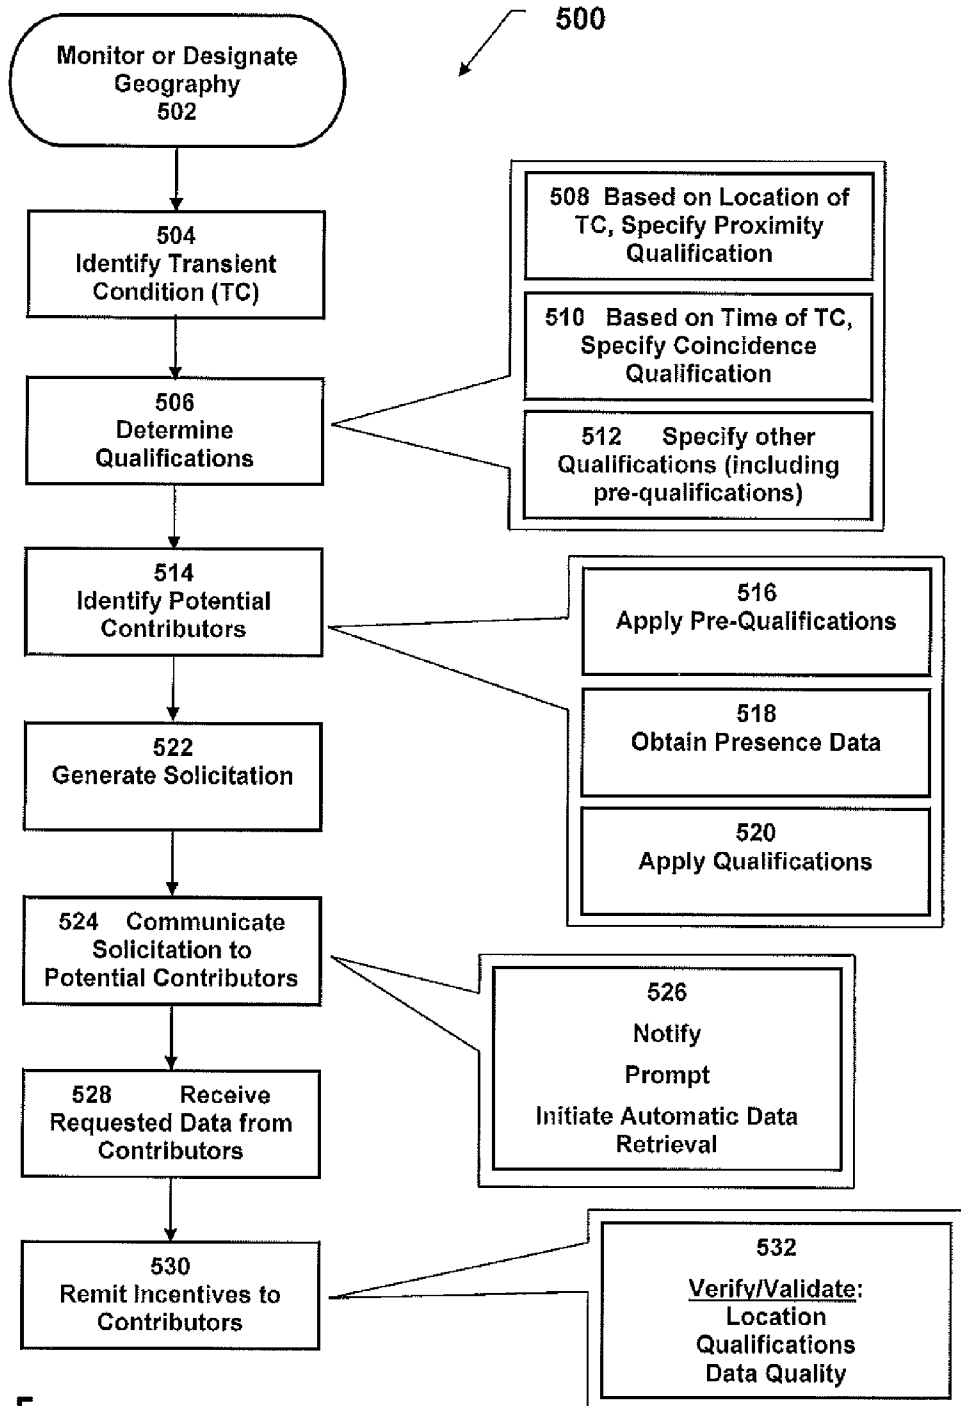 500
Monitor or Designate
Geography
502
504
Identify Transient
Condition (TC)
506
Determine
Qualifications
508 Based on Location of
TC, Specify Proximity
Qualification
510 Based on Time of TC,
Specify Coincidence
Qualification
512 Specify other
Qualifications (including
pre-qualifications)
514
Identify Potential
Contributors
516
Apply Pre-Qualifications
518
Obtain Presence Data
520
Apply Qualifications
522
Generate Solicitation
524 Communicate
Solicitation to
Potential Contributors
526
Notify
Prompt
Initiate Automatic Data
Retrieval
528 Receive
Requested Data from
Contributors
530
Remit Incentives to
Contributors
532
Verify/Validate:
Location
Qualifications
Data Quality